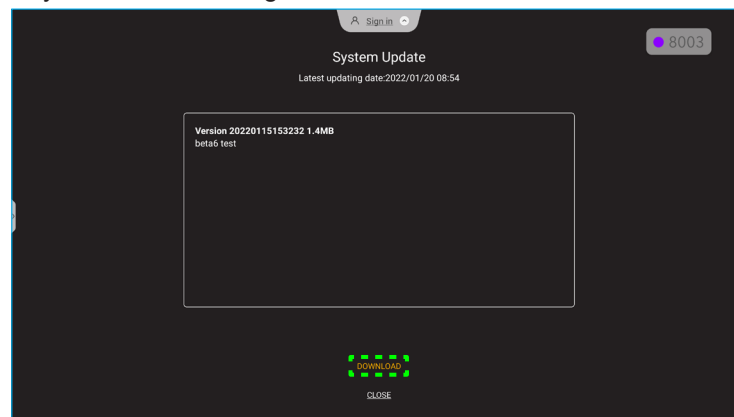 Sign in
8003
System Update
Latest updating date:2022/01/20 08:54
Version 20220115153232 1.4MB
beta6 test
DOWNLOAD
CLOSE